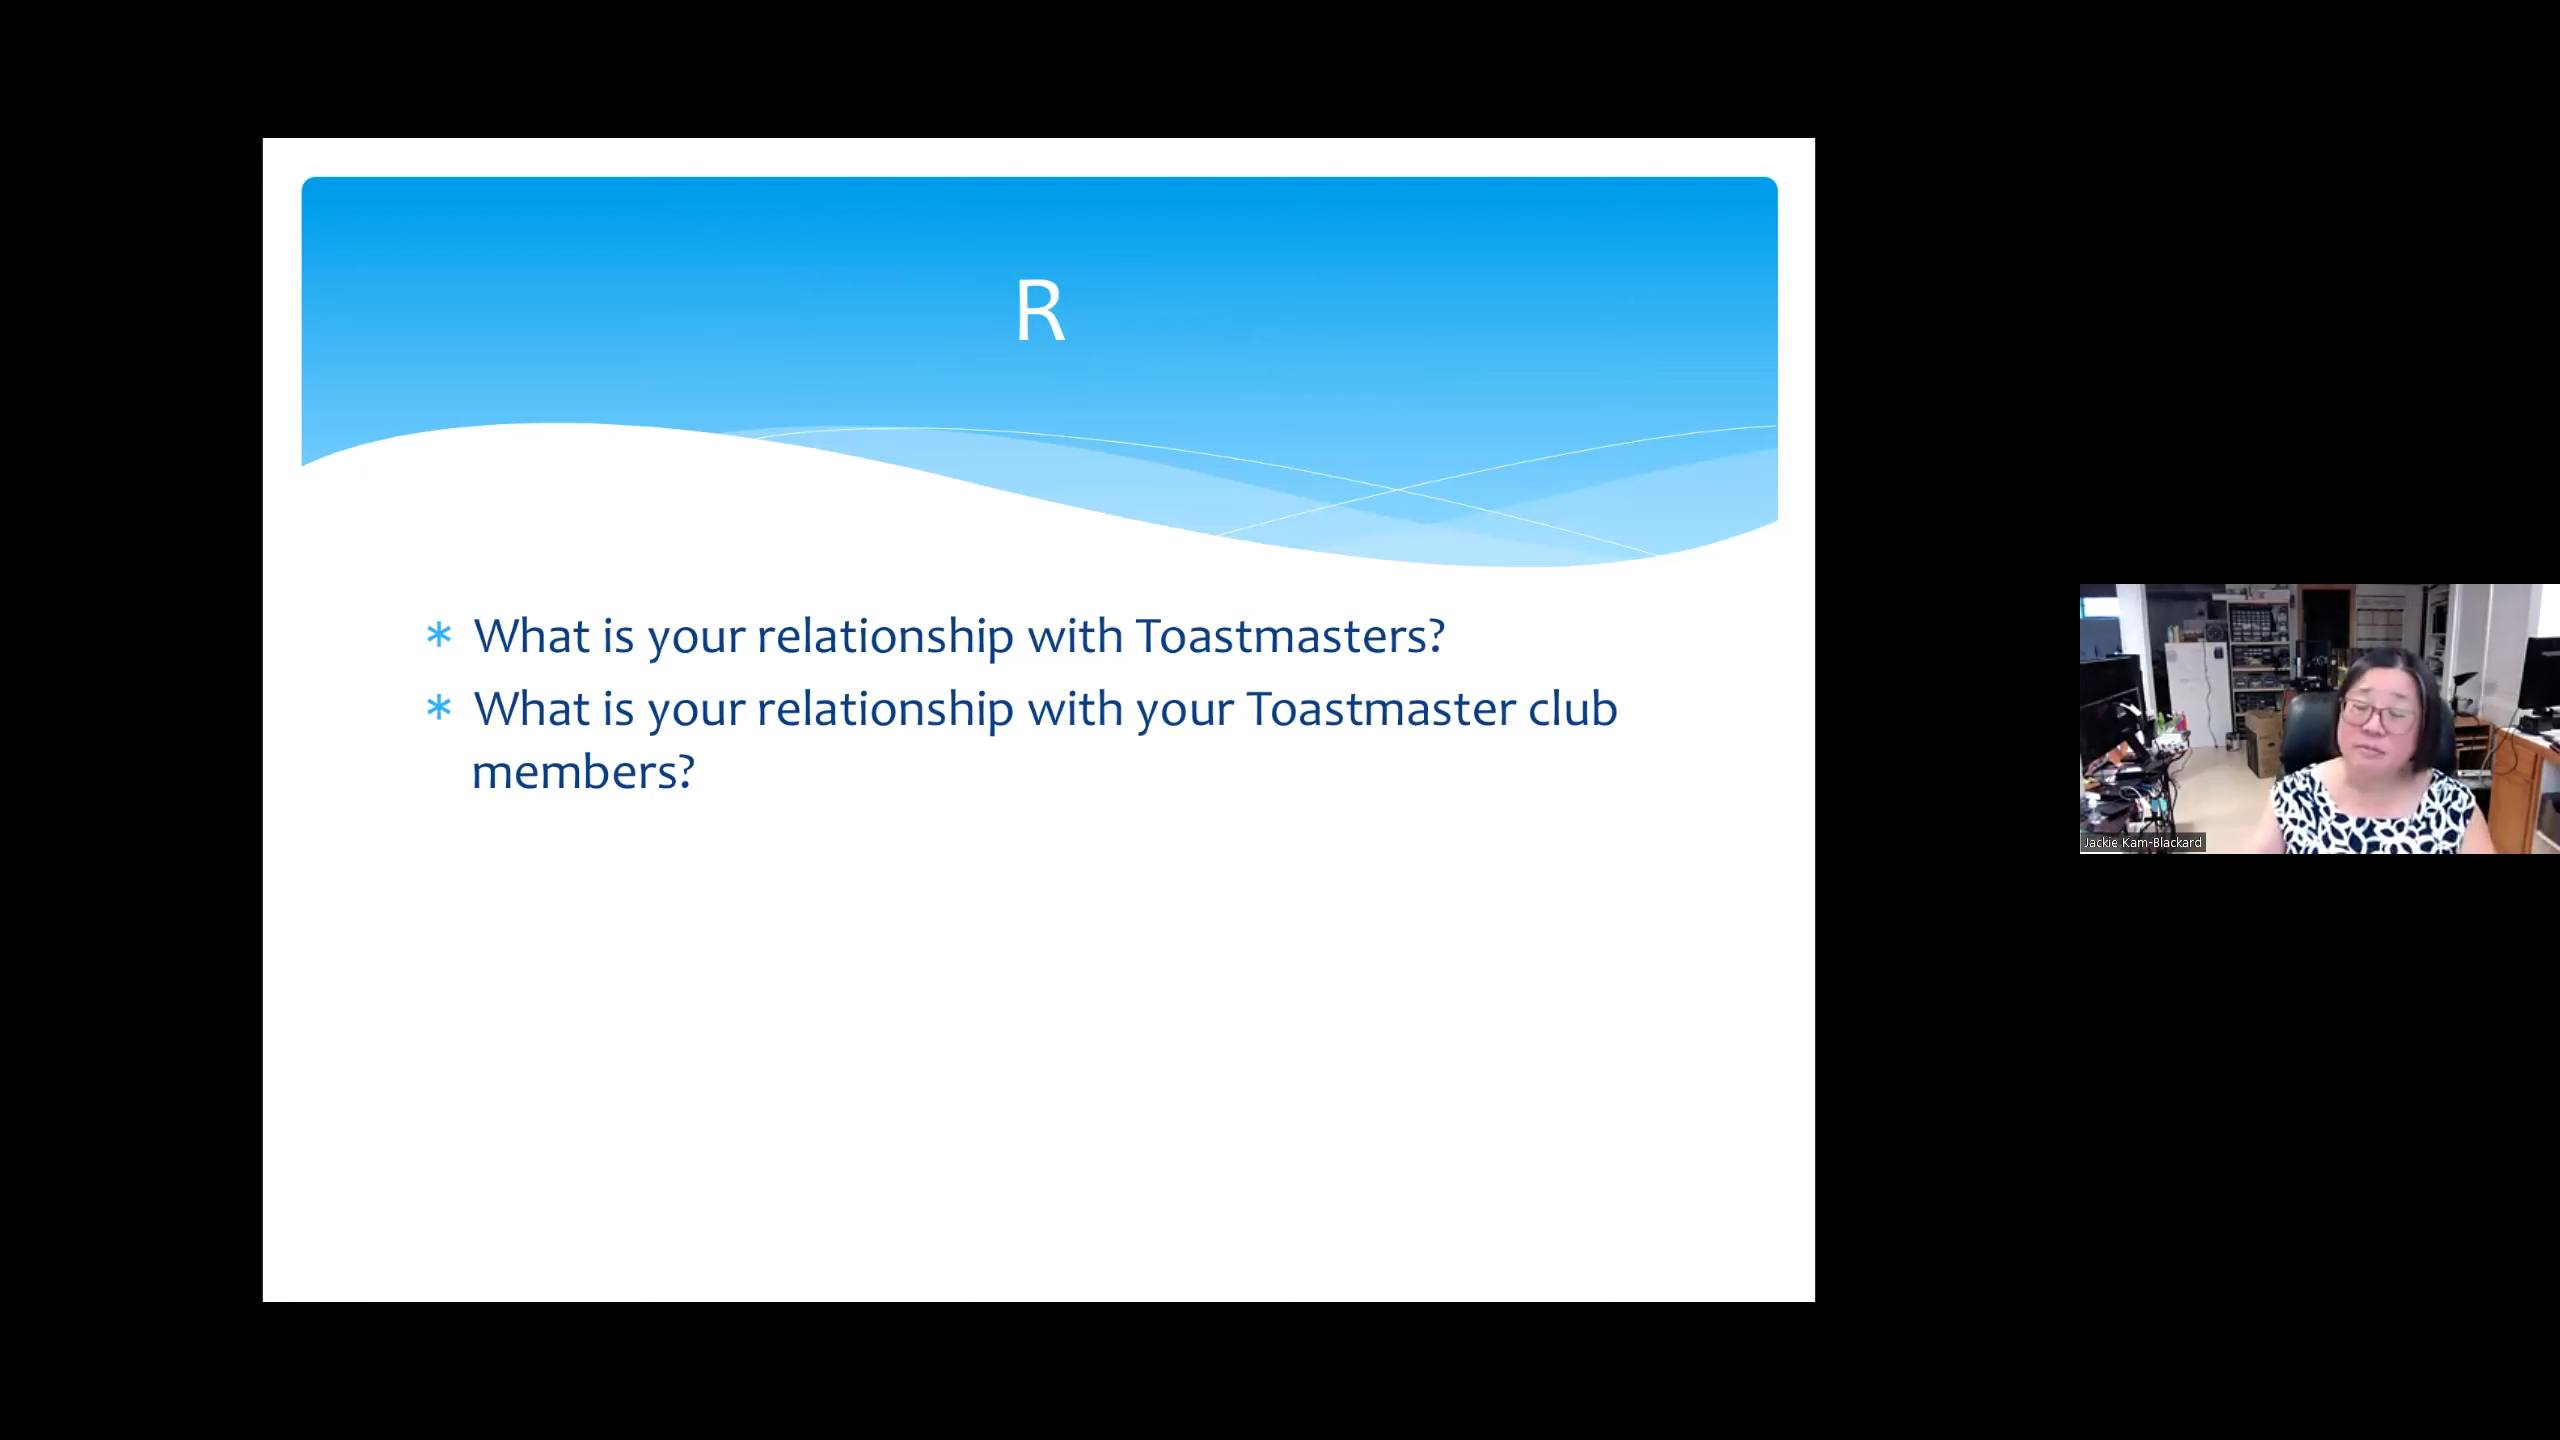 R
* What is your relationship with Toastmasters?
* What is your relationship with your Toastmaster club
members?
Jackie Kam-Blackard